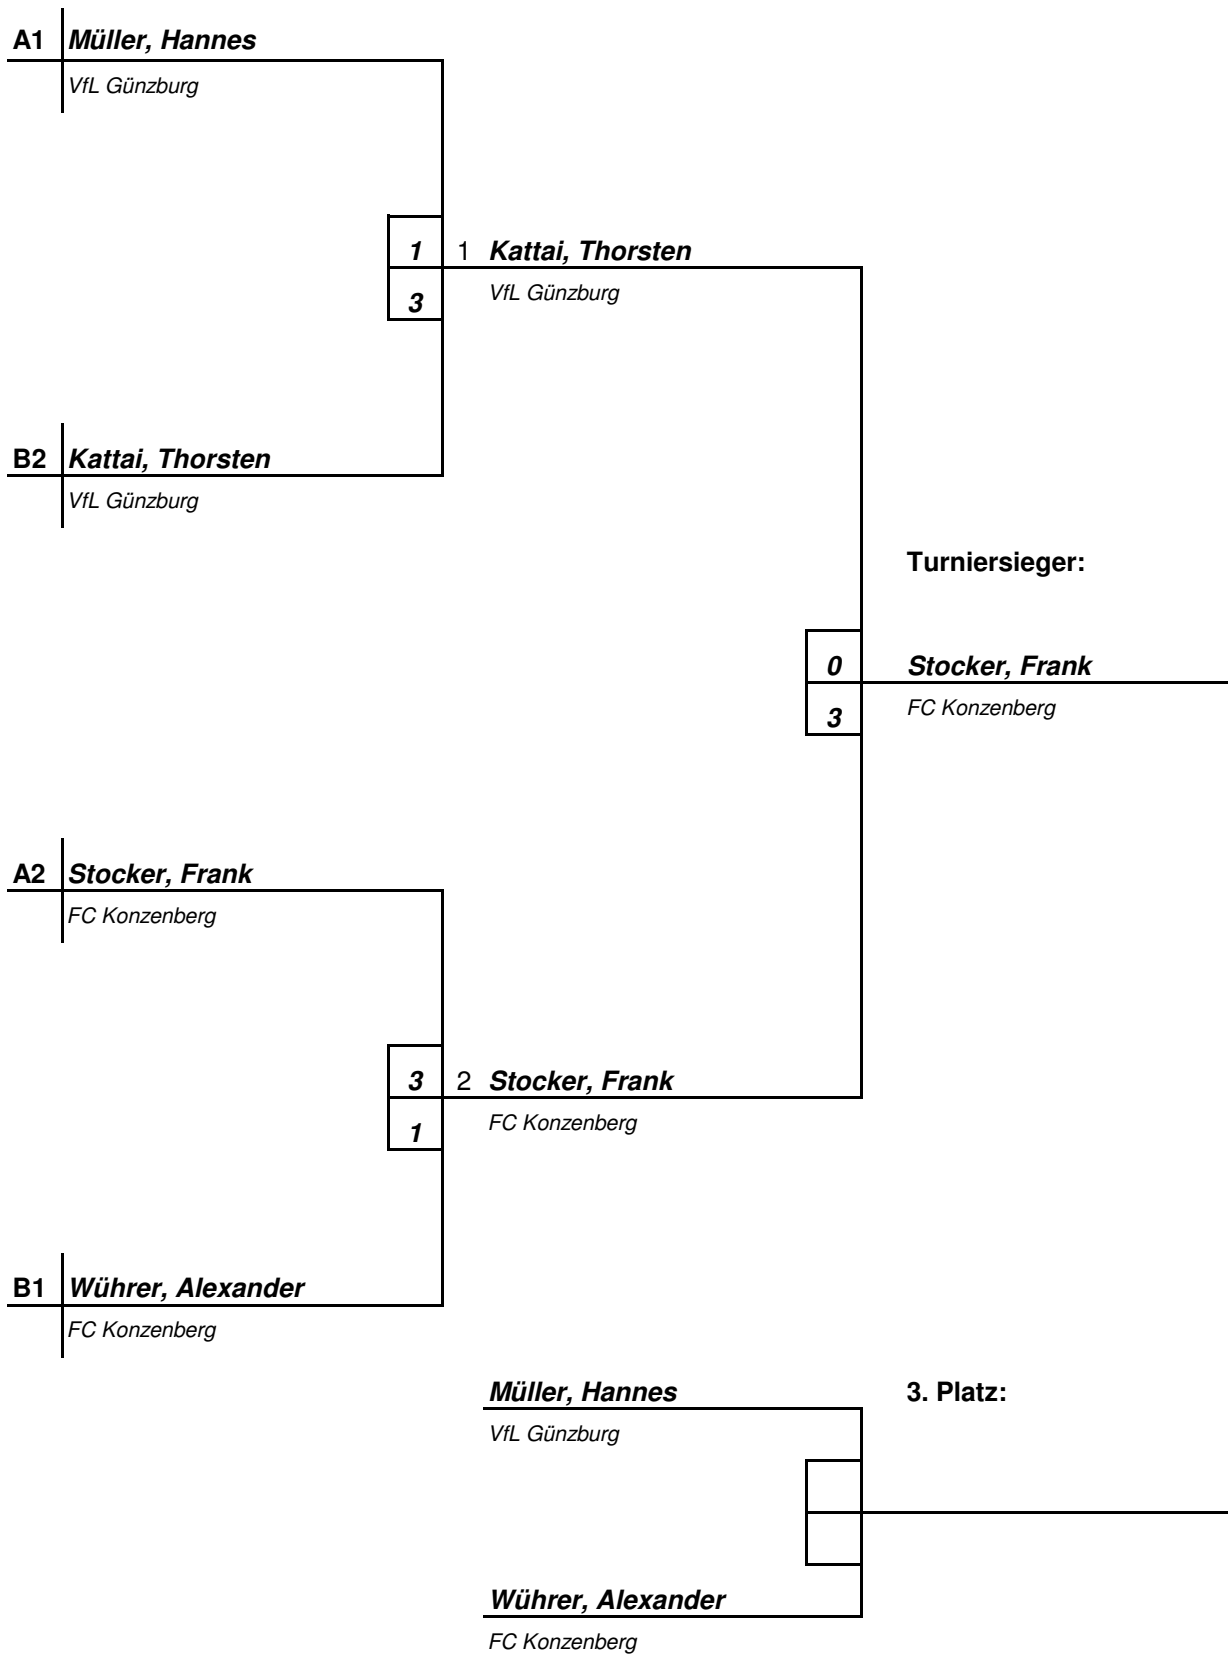 A1 Müller, Hannes
VfL Günzburg
1 1 Kattai, Thorsten
3 VfL Günzburg
B2 Kattai, Thorsten
VfL Günzburg
Turniersieger:
0 Stocker, Frank
3 FC Konzenberg
A2 Stocker, Frank
FC Konzenberg
3 2 Stocker, Frank
1 FC Konzenberg
B1 Wührer, Alexander
FC Konzenberg
Müller, Hannes 3. Platz:
VfL Günzburg
Wührer, Alexander
FC Konzenberg